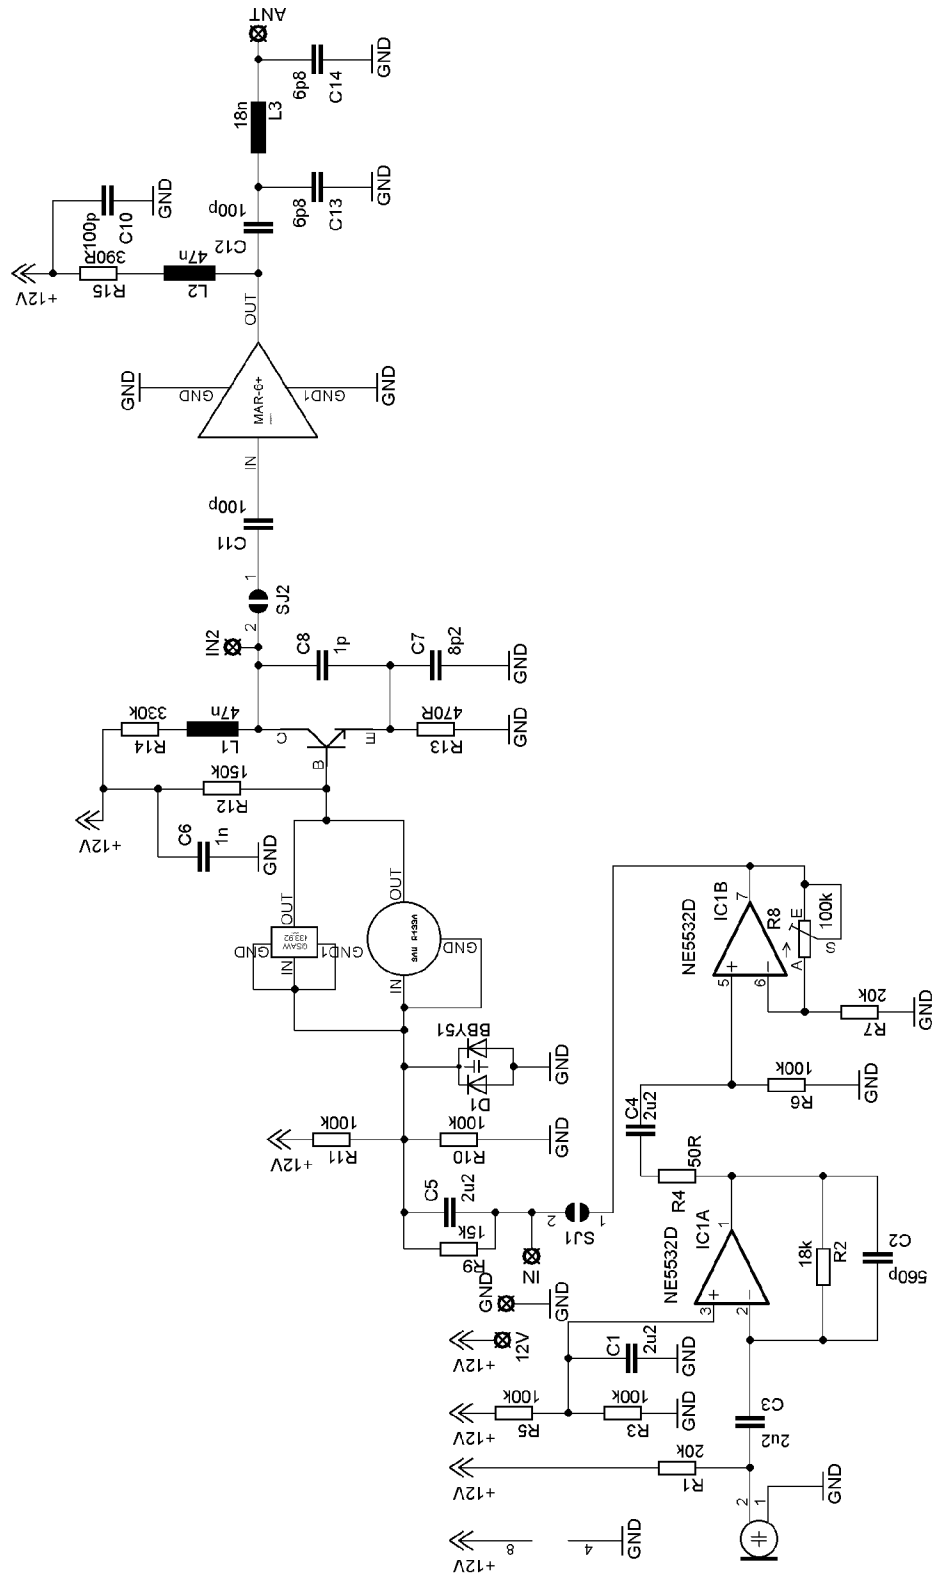 ANT
GND
6p8
C14
18n
L3
GND
6p8
C13
100p
C12
GND
100p
C10
+12V
390R
R15
47n
L2
OUT
GND
GND
MAR-6+
GND1
GND
IN
100p
C11
1
SJ2
2
IN2
C8
1p
C7
8p2
GND
330k
R14
47n
L1
C
B
E
470R
R13
GND
+12V
150k
R12
C6
1n
GND
OUT
GND
QSAW
433.92
GND1
IN
OUT
GND
IN
BBY51
D1
GND
+12V
100k
R11
100k
R10
GND
C5
2u2
15k
R9
2
SJ1
1
IN
GND
GND
12V
+12V
+12V
100k
R5
C1
2u2
GND
100k
R3
GND
+12V
20k
R1
+12V
8
4
GND
2
1
GND
C3
2u2
NE5532D
IC1A
3
+
2
–
1
18k
R2
C2
560p
R4
50R
C4
2u2
100k
R6
GND
NE5532D
IC1B
5
+
6
–
7
R8
100k
A
E
S
20k
R7
GND